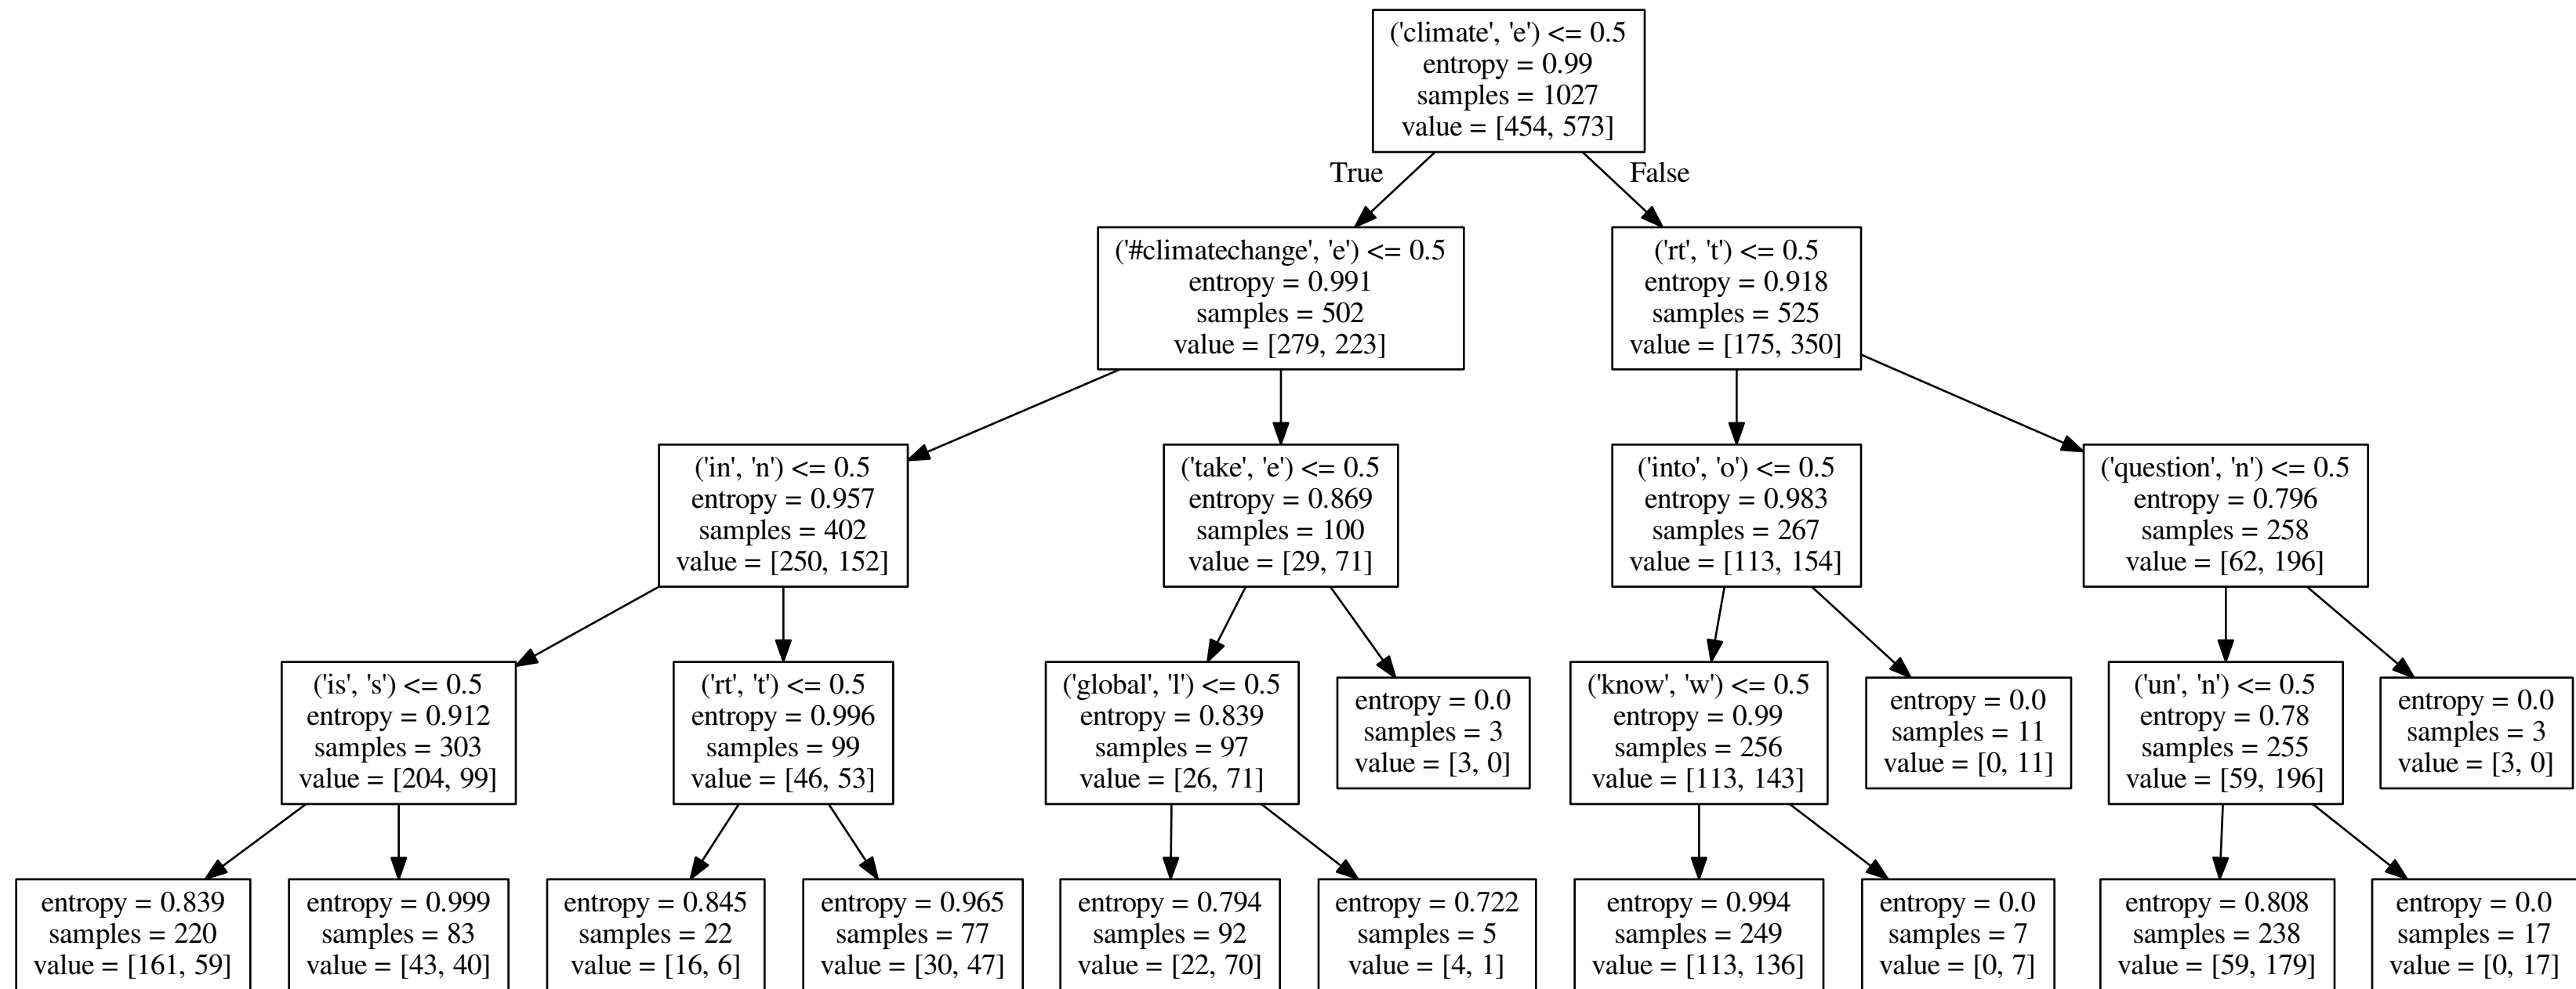 ('climate', 'e') <= 0.5
entropy = 0.99
samples = 1027
value = [454, 573]
True
False
('#climatechange', 'e') <= 0.5
entropy = 0.991
samples = 502
value = [279, 223]
('rt', 't') <= 0.5
entropy = 0.918
samples = 525
value = [175, 350]
('in', 'n') <= 0.5
entropy = 0.957
samples = 402
value = [250, 152]
('take', 'e') <= 0.5
entropy = 0.869
samples = 100
value = [29, 71]
('into', 'o') <= 0.5
entropy = 0.983
samples = 267
value = [113, 154]
('question', 'n') <= 0.5
entropy = 0.796
samples = 258
value = [62, 196]
('is', 's') <= 0.5
entropy = 0.912
samples = 303
value = [204, 99]
('rt', 't') <= 0.5
entropy = 0.996
samples = 99
value = [46, 53]
('global', 'l') <= 0.5
entropy = 0.839
samples = 97
value = [26, 71]
entropy = 0.0
samples = 3
value = [3, 0]
('know', 'w') <= 0.5
entropy = 0.99
samples = 256
value = [113, 143]
entropy = 0.0
samples = 11
value = [0, 11]
('un', 'n') <= 0.5
entropy = 0.78
samples = 255
value = [59, 196]
entropy = 0.0
samples = 3
value = [3, 0]
entropy = 0.839
samples = 220
value = [161, 59]
entropy = 0.999
samples = 83
value = [43, 40]
entropy = 0.845
samples = 22
value = [16, 6]
entropy = 0.965
samples = 77
value = [30, 47]
entropy = 0.794
samples = 92
value = [22, 70]
entropy = 0.722
samples = 5
value = [4, 1]
entropy = 0.994
samples = 249
value = [113, 136]
entropy = 0.0
samples = 7
value = [0, 7]
entropy = 0.808
samples = 238
value = [59, 179]
entropy = 0.0
samples = 17
value = [0, 17]